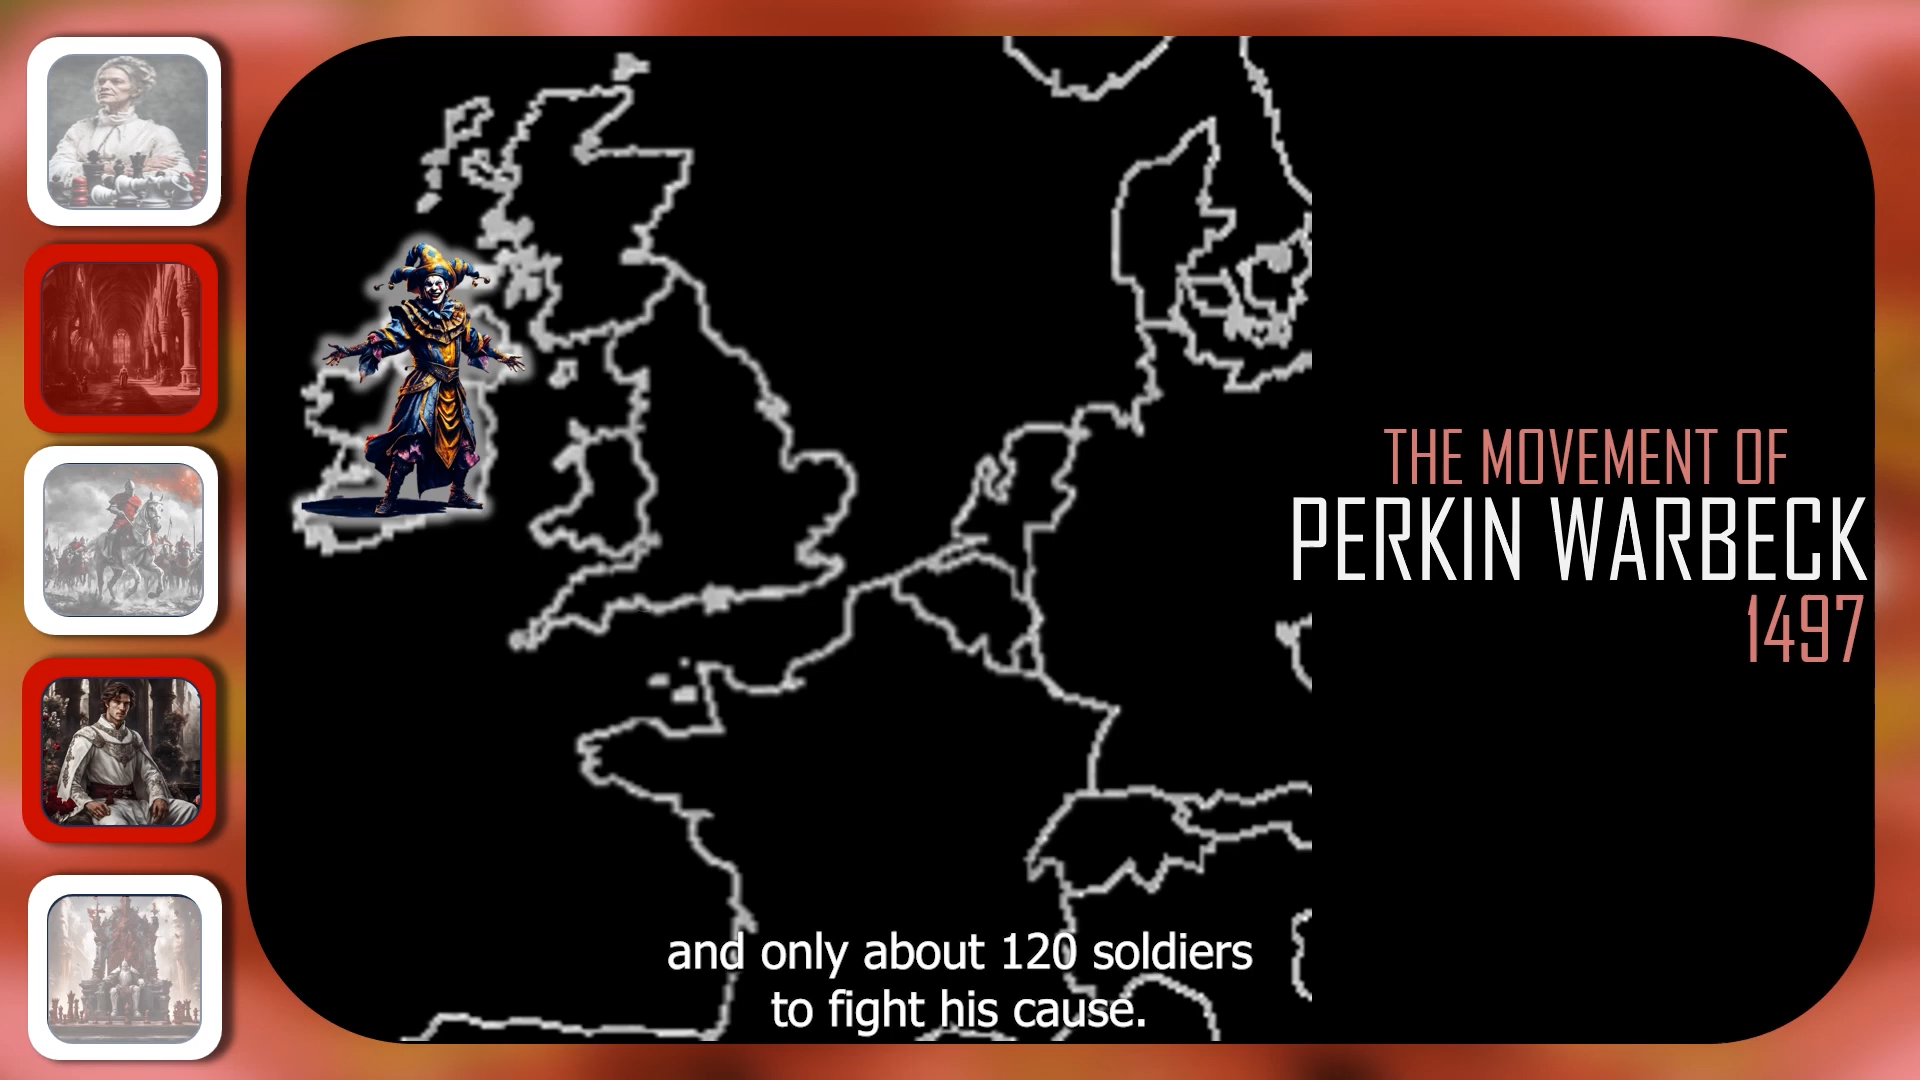 THE MOVEMENT OF
PERKIN WARBECK
1497
and only about 120 soldiers
to fight his cause.